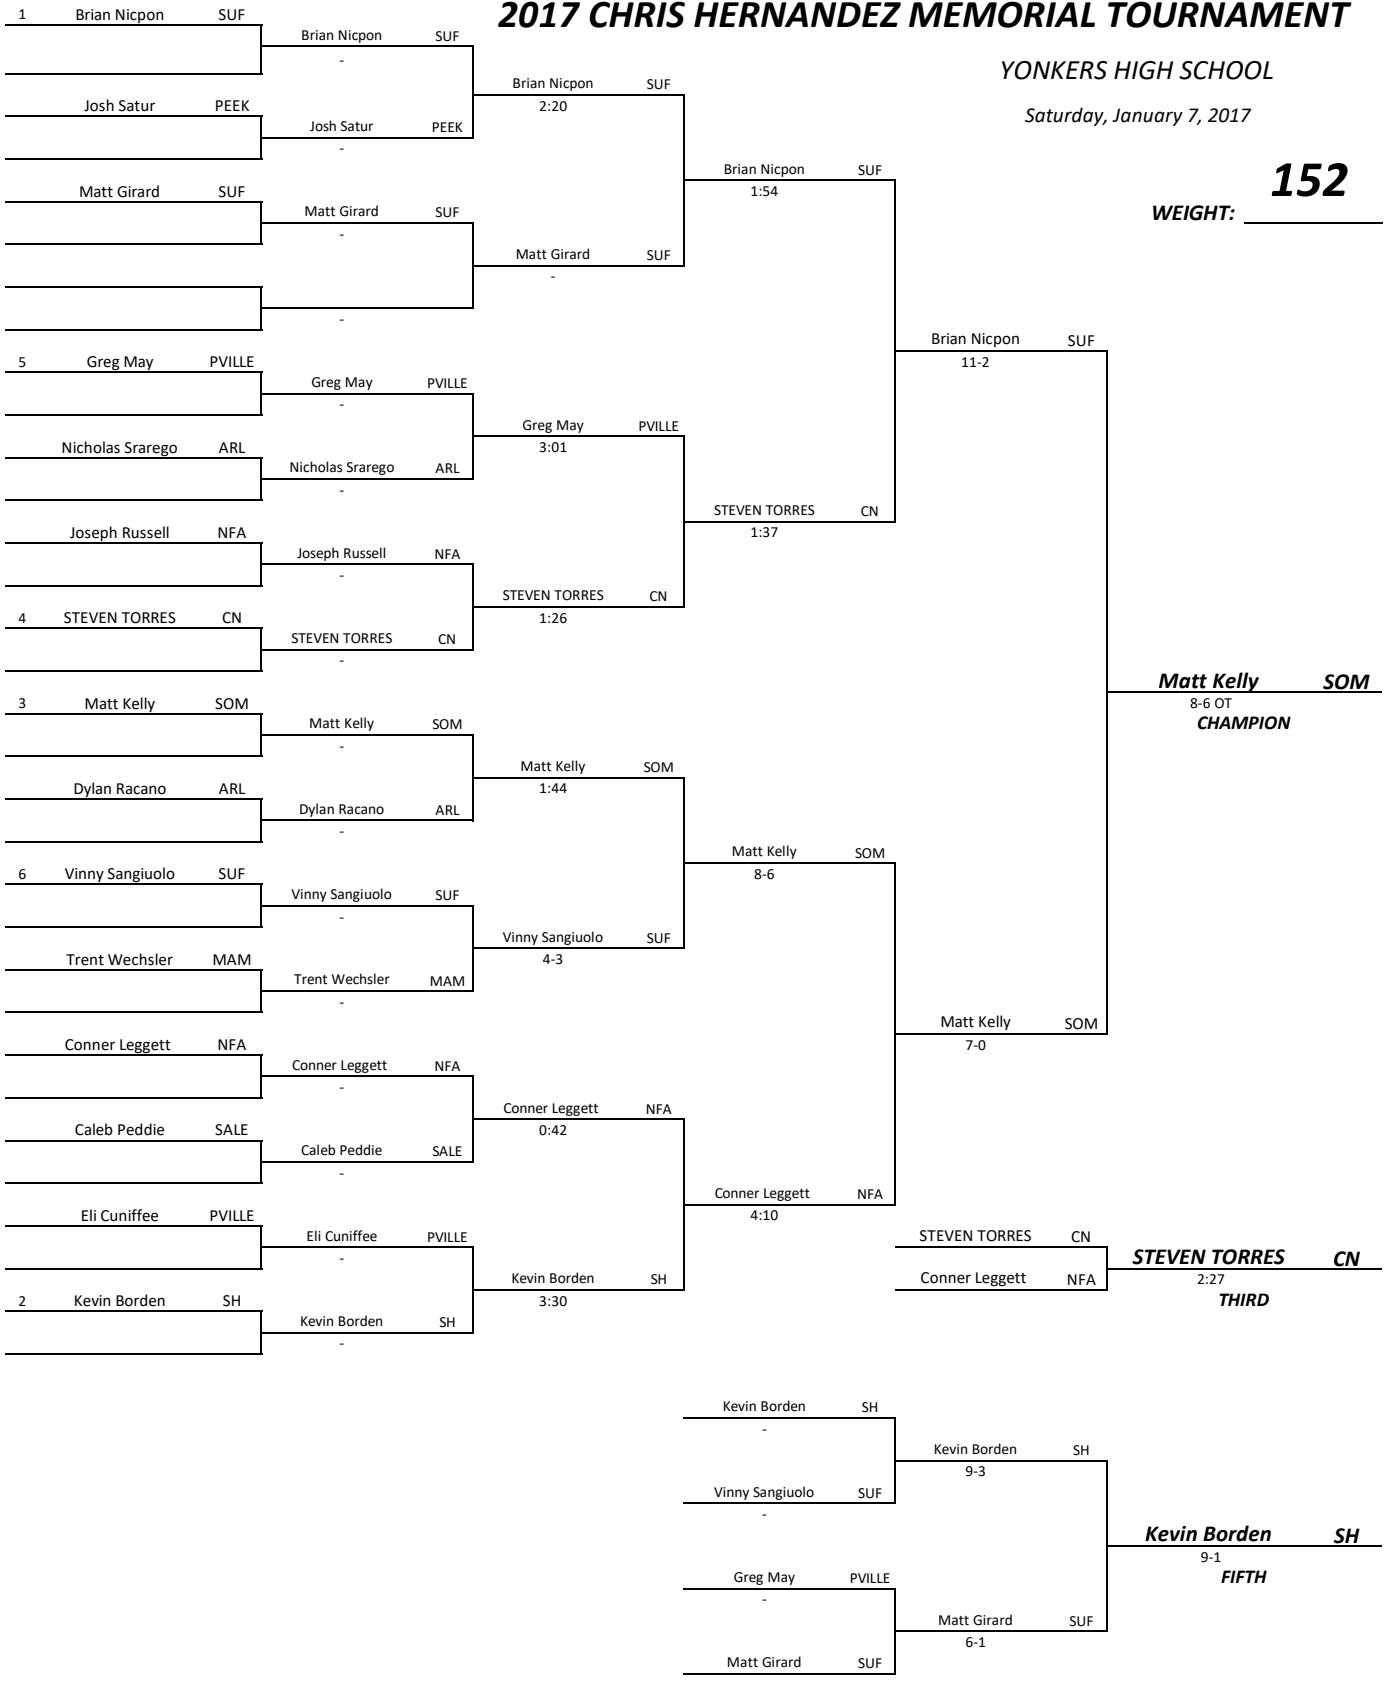 2017 CHRIS HERNANDEZ MEMORIAL TOURNAMENT
YONKERS HIGH SCHOOL
Saturday, January 7, 2017
WEIGHT: 152
1 Brian Nicpon SUF
Josh Satur PEEK
Matt Girard SUF
5 Greg May PVILLE
Nicholas Srarego ARL
Joseph Russell NFA
4 STEVEN TORRES CN
3 Matt Kelly SOM
Dylan Racano ARL
6 Vinny Sangiuolo SUF
Trent Wechsler MAM
Conner Leggett NFA
Caleb Peddie SALE
Eli Cuniffee PVILLE
2 Kevin Borden SH
Brian Nicpon SUF
-
Josh Satur PEEK
-
Matt Girard SUF
-
-
Greg May PVILLE
-
Nicholas Srarego ARL
-
Joseph Russell NFA
-
STEVEN TORRES CN
-
Matt Kelly SOM
-
Dylan Racano ARL
-
Vinny Sangiuolo SUF
-
Trent Wechsler MAM
-
Conner Leggett NFA
-
Caleb Peddie SALE
-
Eli Cuniffee PVILLE
-
Kevin Borden SH
-
Brian Nicpon SUF
2:20
Matt Girard SUF
-
Greg May PVILLE
3:01
STEVEN TORRES CN
1:26
Matt Kelly SOM
1:44
Vinny Sangiuolo SUF
4-3
Conner Leggett NFA
0:42
Kevin Borden SH
3:30
Brian Nicpon SUF
1:54
STEVEN TORRES CN
1:37
Matt Kelly SOM
8-6
Conner Leggett NFA
4:10
Brian Nicpon SUF
11-2
Matt Kelly SOM
7-0
Matt Kelly SOM
8-6 OT
CHAMPION
STEVEN TORRES CN
Conner Leggett NFA
STEVEN TORRES CN
2:27
THIRD
Kevin Borden SH
-
Vinny Sangiuolo SUF
-
Greg May PVILLE
-
Matt Girard SUF
Kevin Borden SH
9-3
Matt Girard SUF
6-1
Kevin Borden SH
9-1
FIFTH